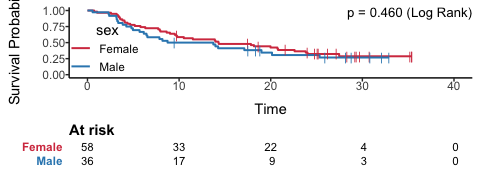 1.00
p = 0.460 (Log Rank)
0.75
sex
0.50
Female
0.25
Male
0.00
Survival Probabi
0 10 20 30 40
Time
At risk
Female 58 33 22 4 0
Male 36 17 9 3 0